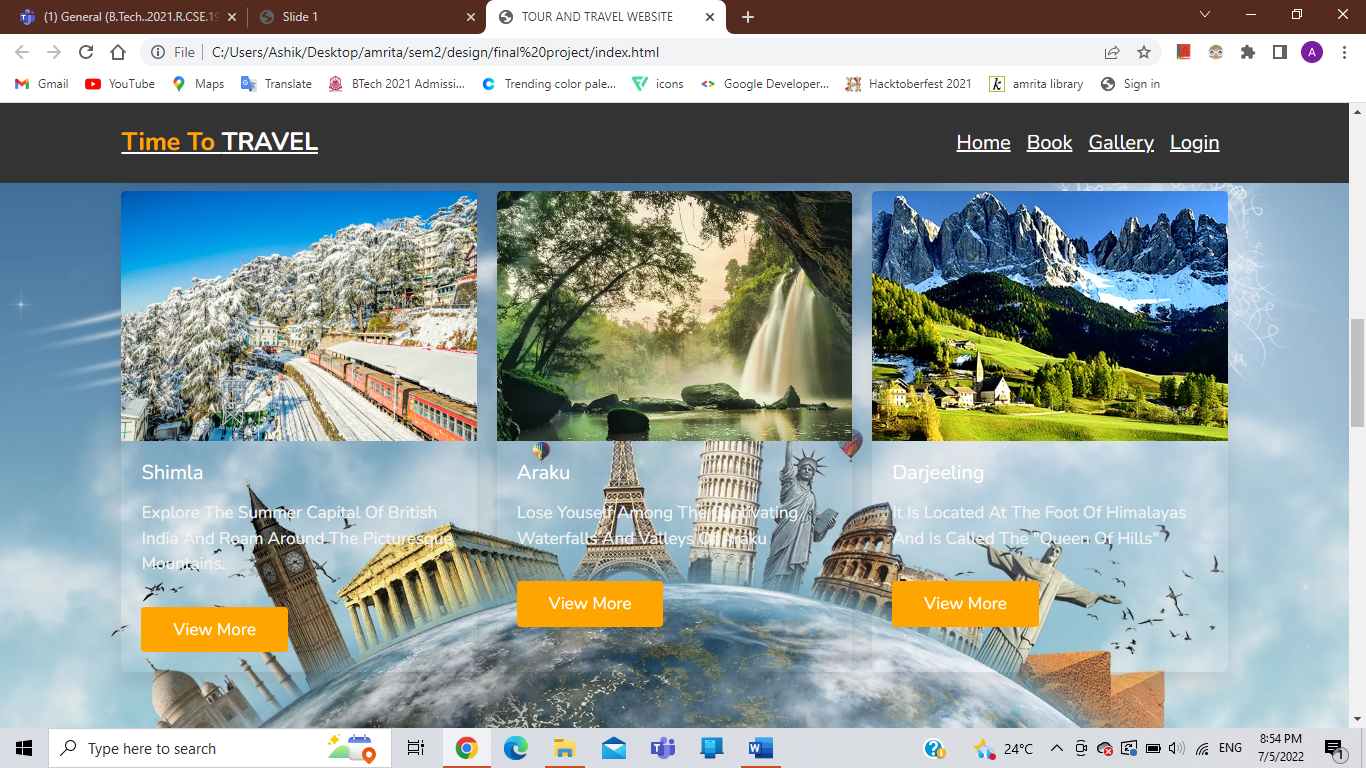 (1) General (B.Tech..2021.R.CSE.19
Slide 1
TOUR AND TRAVEL WEBSITE
File
C:/Users/Ashik/Desktop/amrita/sem2/design/final%20project/index.html
A
Gmail
YouTube
Maps
Translate
BTech 2021 Admissi...
Trending color pale...
icons
Google Developer...
Hacktoberfest 2021
amrita library
Sign in
Time To TRAVEL
Home Book Gallery Login
Shimla
Explore The Summer Capital Of British
India And Roam Around The Picturesque
Mountains.
View More
Araku
Lose Youself Among The Captivating
Waterfalls And Valleys Of Araku
View More
Darjeeling
It Is Located At The Foot Of Himalayas
And Is Called The "Queen Of Hills"
View More
Type here to search
24°C
ENG
8:54 PM
7/5/2022
1